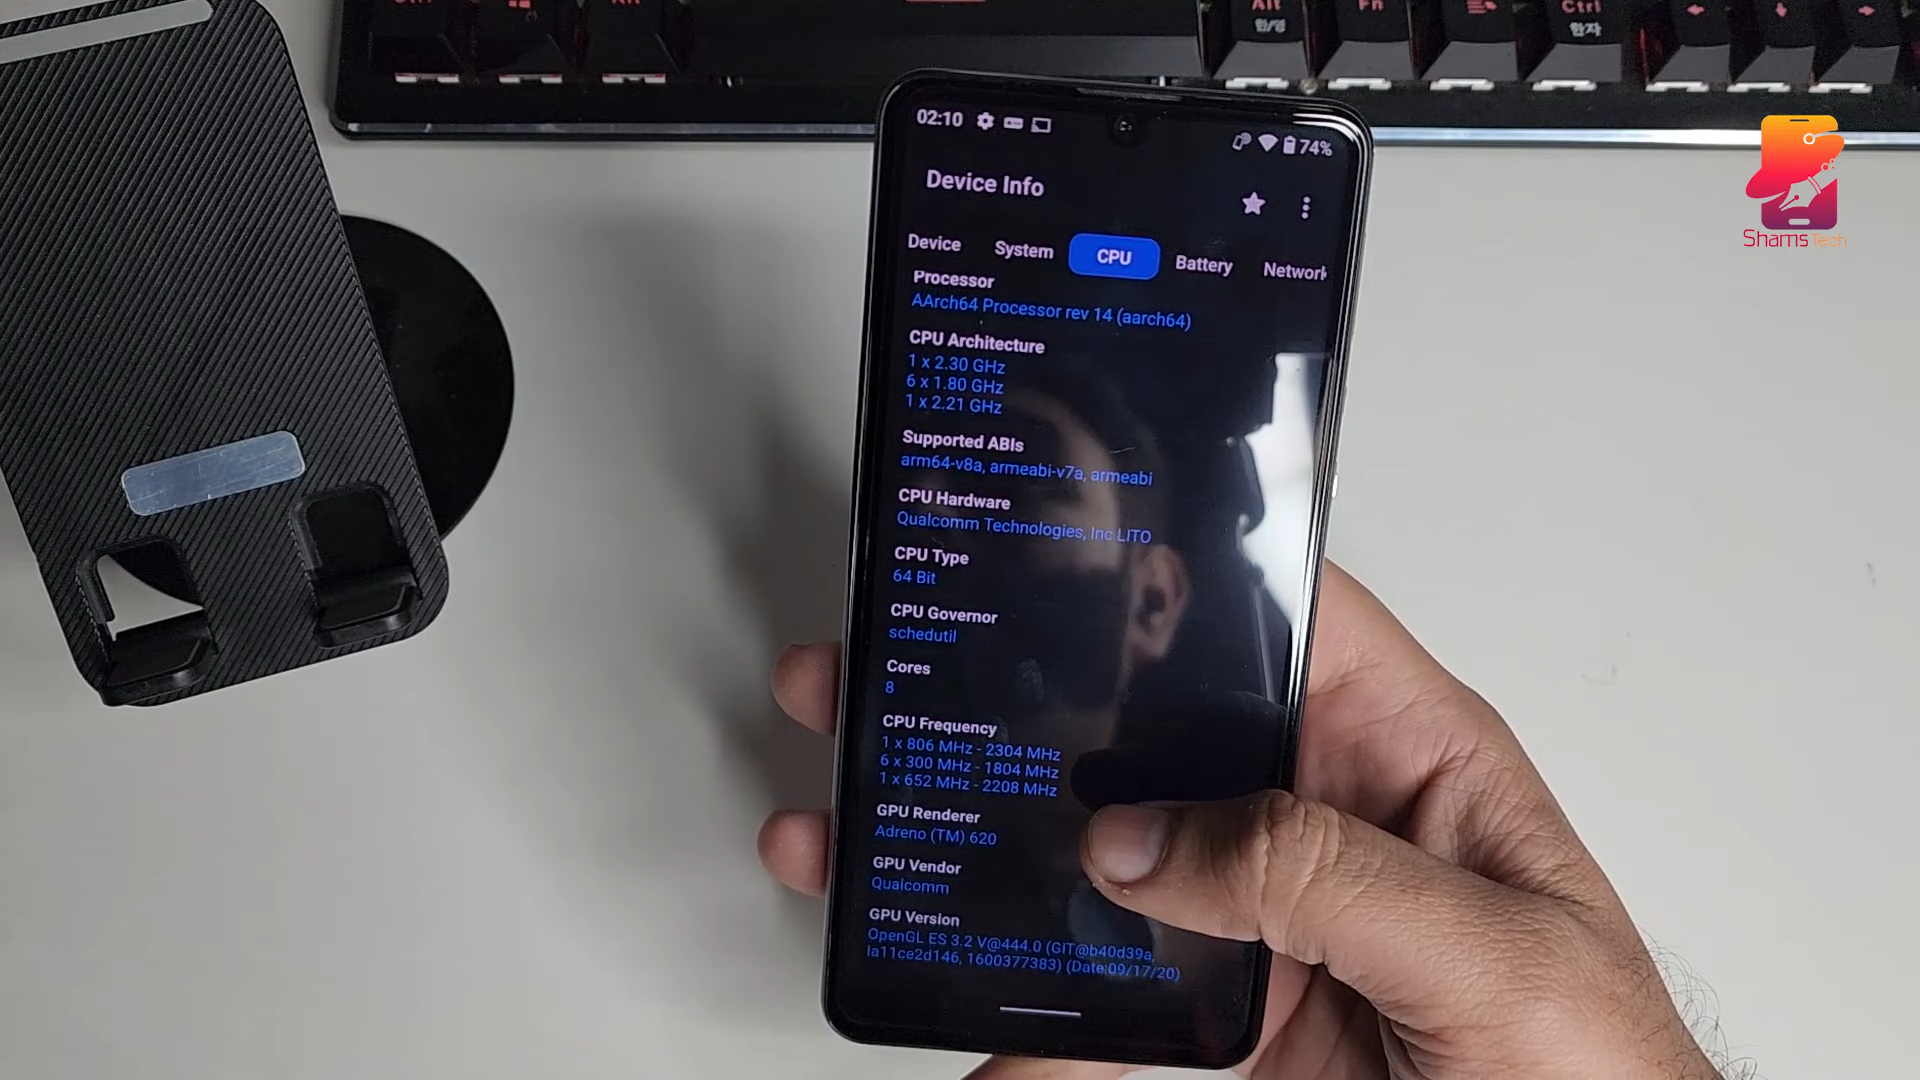 Alt
한/영
Fn
Ctrl
한자
02:10
74%
Device Info
Device
System
CPU
Battery
Network
Processor
AArch64 Processor rev 14 (aarch64)
CPU Architecture
1 x 2.30 GHz
6 x 1.80 GHz
1 x 2.21 GHz
Supported ABIs
arm64-v8a, armeabi-v7a, armeabi
CPU Hardware
Qualcomm Technologies, Inc LITO
CPU Type
64 Bit
CPU Governor
schedutil
Cores
8
CPU Frequency
1 x 806 MHz - 2304 MHz
6 x 300 MHz - 1804 MHz
1 x 652 MHz - 2208 MHz
GPU Renderer
Adreno (TM) 620
GPU Vendor
Qualcomm
GPU Version
OpenGL ES 3.2 V@444.0 (GIT@b40d39a,
la11ce2d146, 1600377383) (Date:09/17/20)
ShamsTech